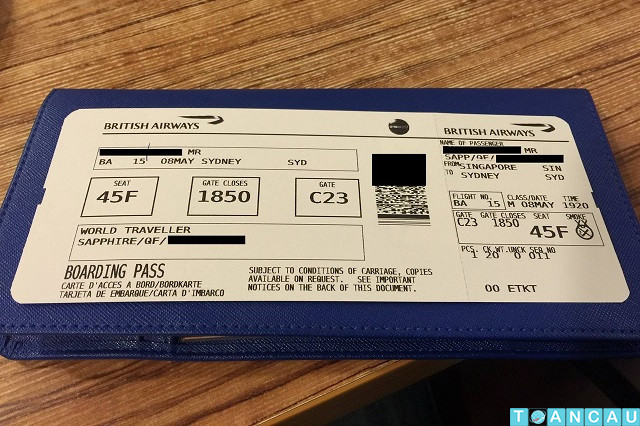 BRITISH AIRWAYS
MR
BA 15 08MAY SYDNEY SYD
SEAT
45F
GATE CLOSES
1850
GATE
C23
WORLD TRAVELLER
SAPPHIRE/QF/
BOARDING PASS
CARTE D'ACCES A BORD/BORDKARTE
TARJETA DE EMBARQUE/CARTA D'IMBARCO
SUBJECT TO CONDITIONS OF CARRIAGE, COPIES
AVAILABLE ON REQUEST. SEE IMPORTANT
NOTICES ON THE BACK OF THIS DOCUMENT.
BRITISH AIRWAYS
NAME OF PASSENGER
MR
SAPP/QF/
FROM SINGAPORE SIN
TO SYDNEY SYD
FLIGHT NO. CLASS/DATE TIME
BA 15 M 08MAY 1920
GATE GATE CLOSES SEAT SMOKE
C23 1850 45F
PCS. CK.WT. UNCK SEQ NO
1 20 0 011
00 ETKT
TOANCAU